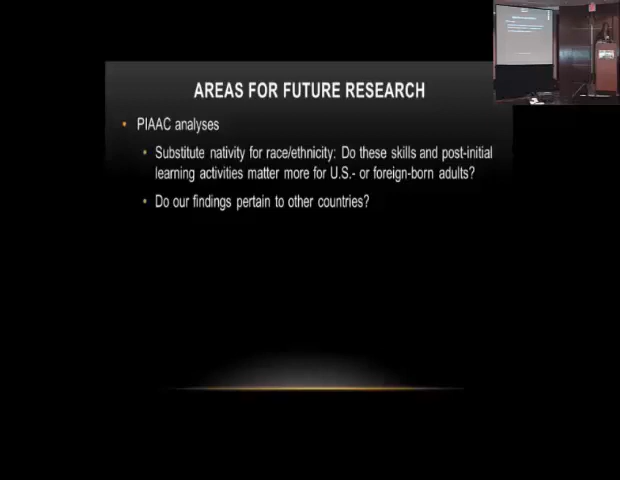 AREAS FOR FUTURE RESEARCH
• PIAAC analyses
• Substitute nativity for race/ethnicity: Do these skills and post-initial
learning activities matter more for U.S.- or foreign-born adults?
• Do our findings pertain to other countries?